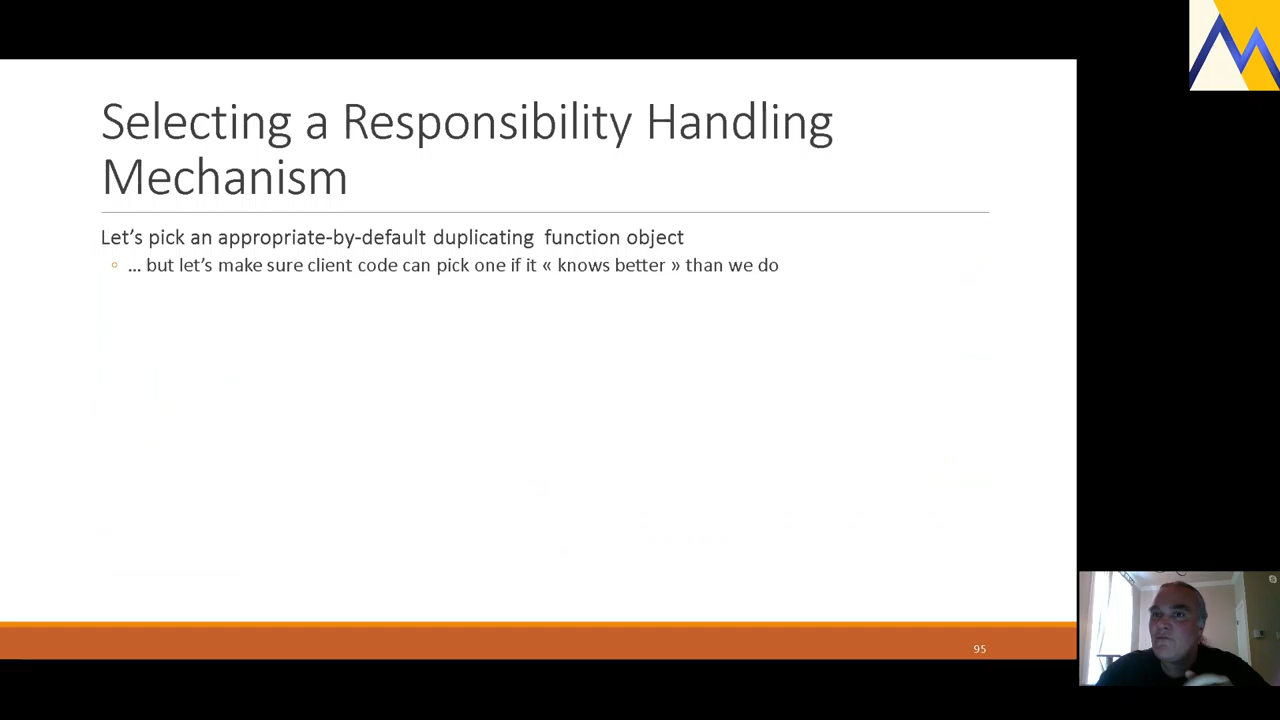 Selecting a Responsibility Handling
Mechanism
Let’s pick an appropriate-by-default duplicating function object
… but let’s make sure client code can pick one if it « knows better » than we do
95